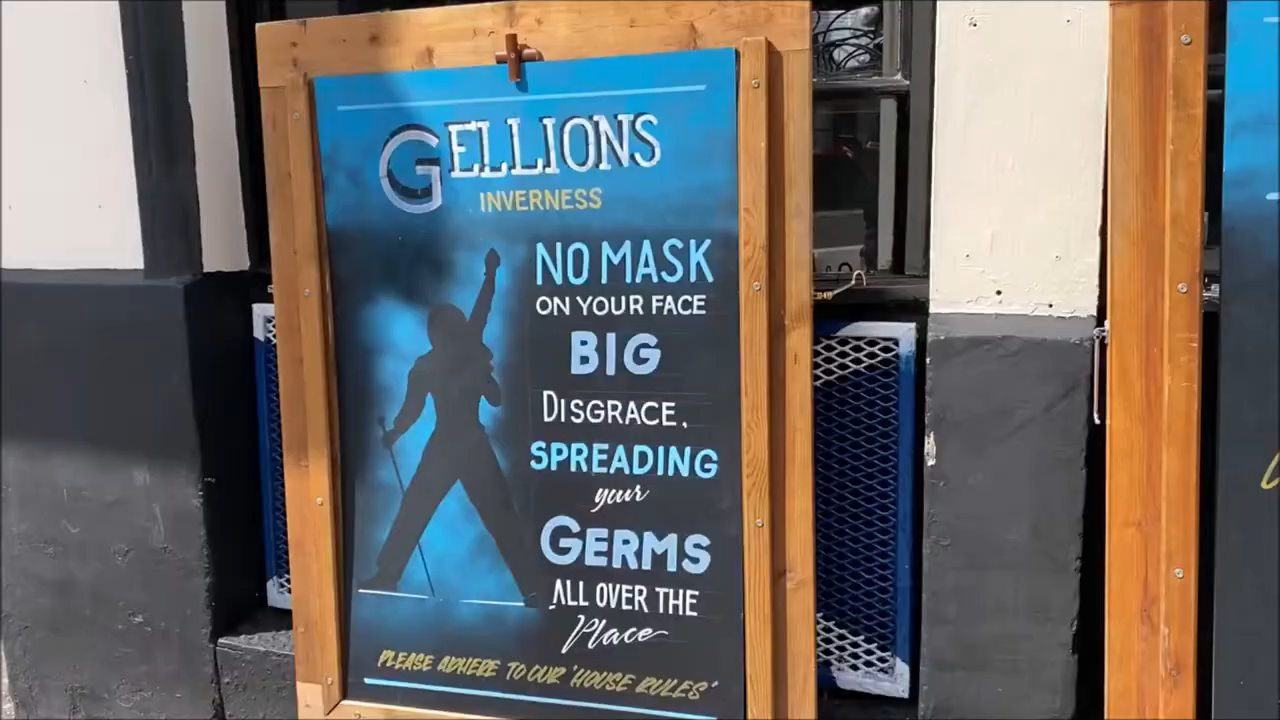 GELLIONS
INVERNESS
NO MASK
ON YOUR FACE
BIG
DISGRACE,
SPREADING
your
GERMS
ALL OVER THE
Place
PLEASE ADHERE TO OUR 'HOUSE RULES'